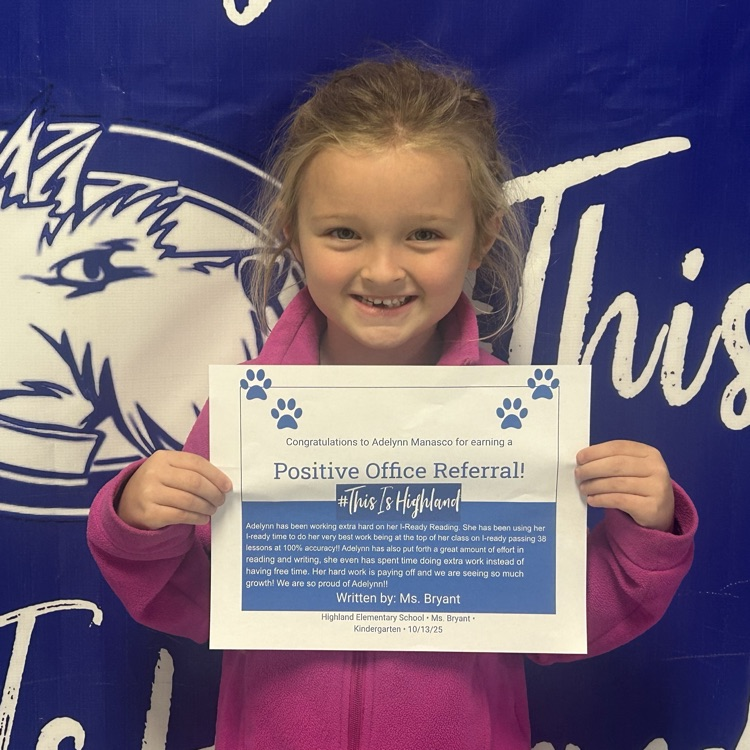 This
Congratulations to Adelynn Manasco for earning a
Positive Office Referral!
#This Is Highland
Adelynn has been working extra hard on her I-Ready Reading. She has been using her
I-ready time to do her very best work being at the top of her class on I-ready passing 38
lessons at 100% accuracy!! Adelynn has also put forth a great amount of effort in
reading and writing, she even has spent time doing extra work instead of
having free time. Her hard work is paying off and we are seeing so much
growth! We are so proud of Adelynn!!
Written by: Ms. Bryant
Highland Elementary School • Ms. Bryant •
Kindergarten • 10/13/25